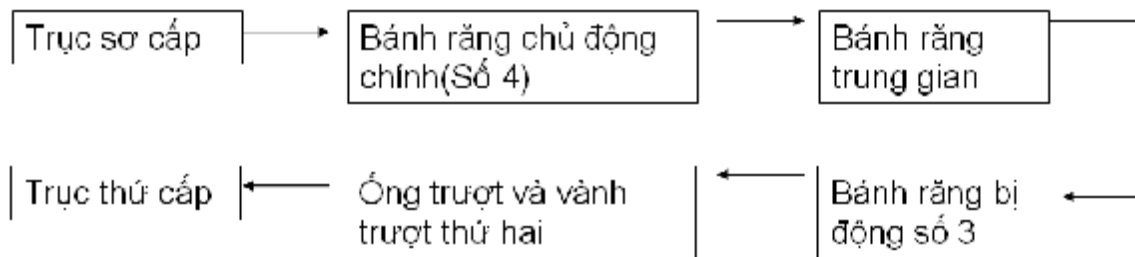 Trục sơ cấp
Bánh răng chủ động
chính(Số 4)
Bánh răng
trung gian
Trục thứ cấp
Ống trượt và vành
trượt thứ hai
Bánh răng bị
động số 3